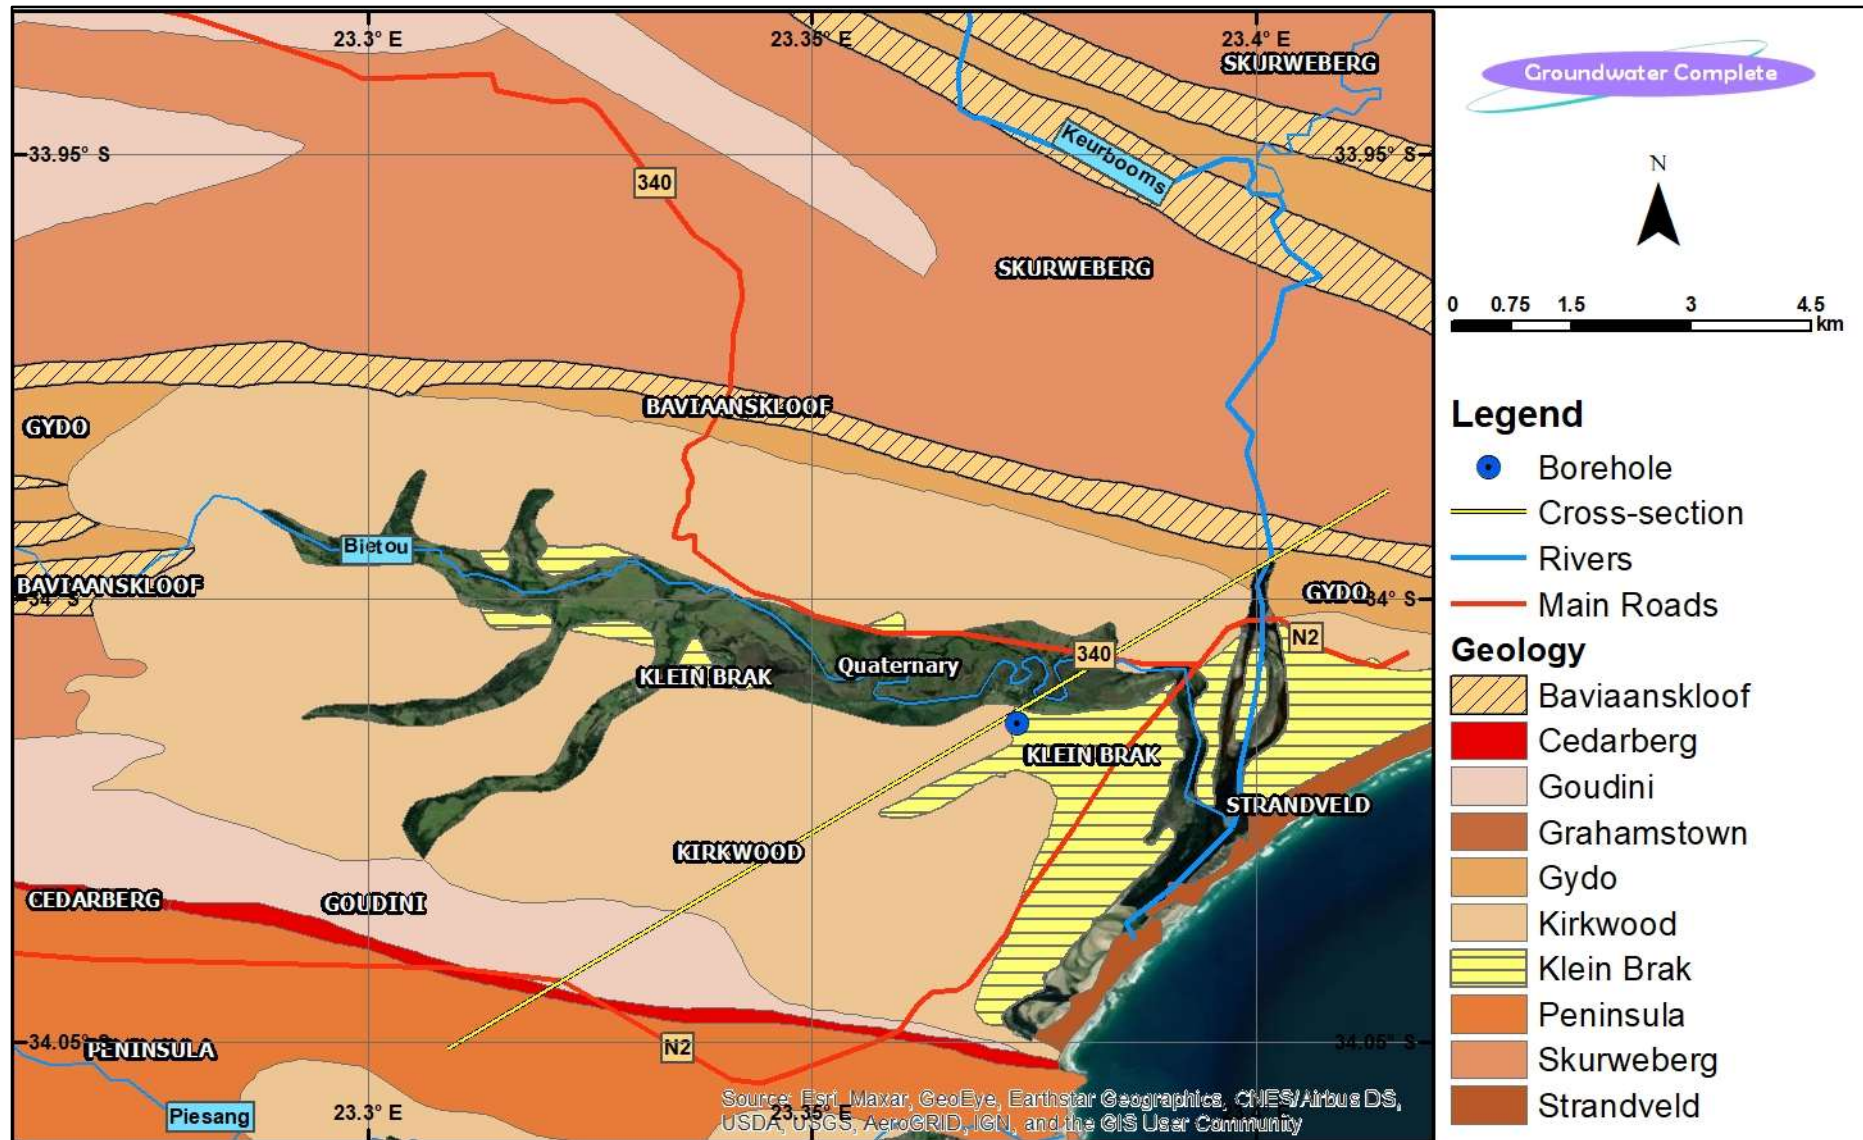 23.3° E
23.35° E
23.4° E
SKURWEBERG
33.95° S
Keurbooms
33.95° S
340
SKURWEBERG
BAVIAANSKLOOF
GYDO
Bietou
BAVIAANSKLOOF
34° S
GYDO
34° S
N2
340
Quaternary
KLEIN BRAK
KLEIN BRAK
STRANDVELD
KIRKWOOD
CEDARBERG
GOUDINI
PENINSULA
N2
34.05° S
Piesang
23.3° E
23.35° E
Source: Esri, Maxar, GeoEye, Earthstar Geographics, CNES/Airbus DS,
USDA, USGS, AeroGRID, IGN, and the GIS User Community
Groundwater Complete
N
0 0.75 1.5 3 4.5
km
Legend
Borehole
Cross-section
Rivers
Main Roads
Geology
Baviaanskloof
Cedarberg
Goudini
Grahamstown
Gydo
Kirkwood
Klein Brak
Peninsula
Skurweberg
Strandveld